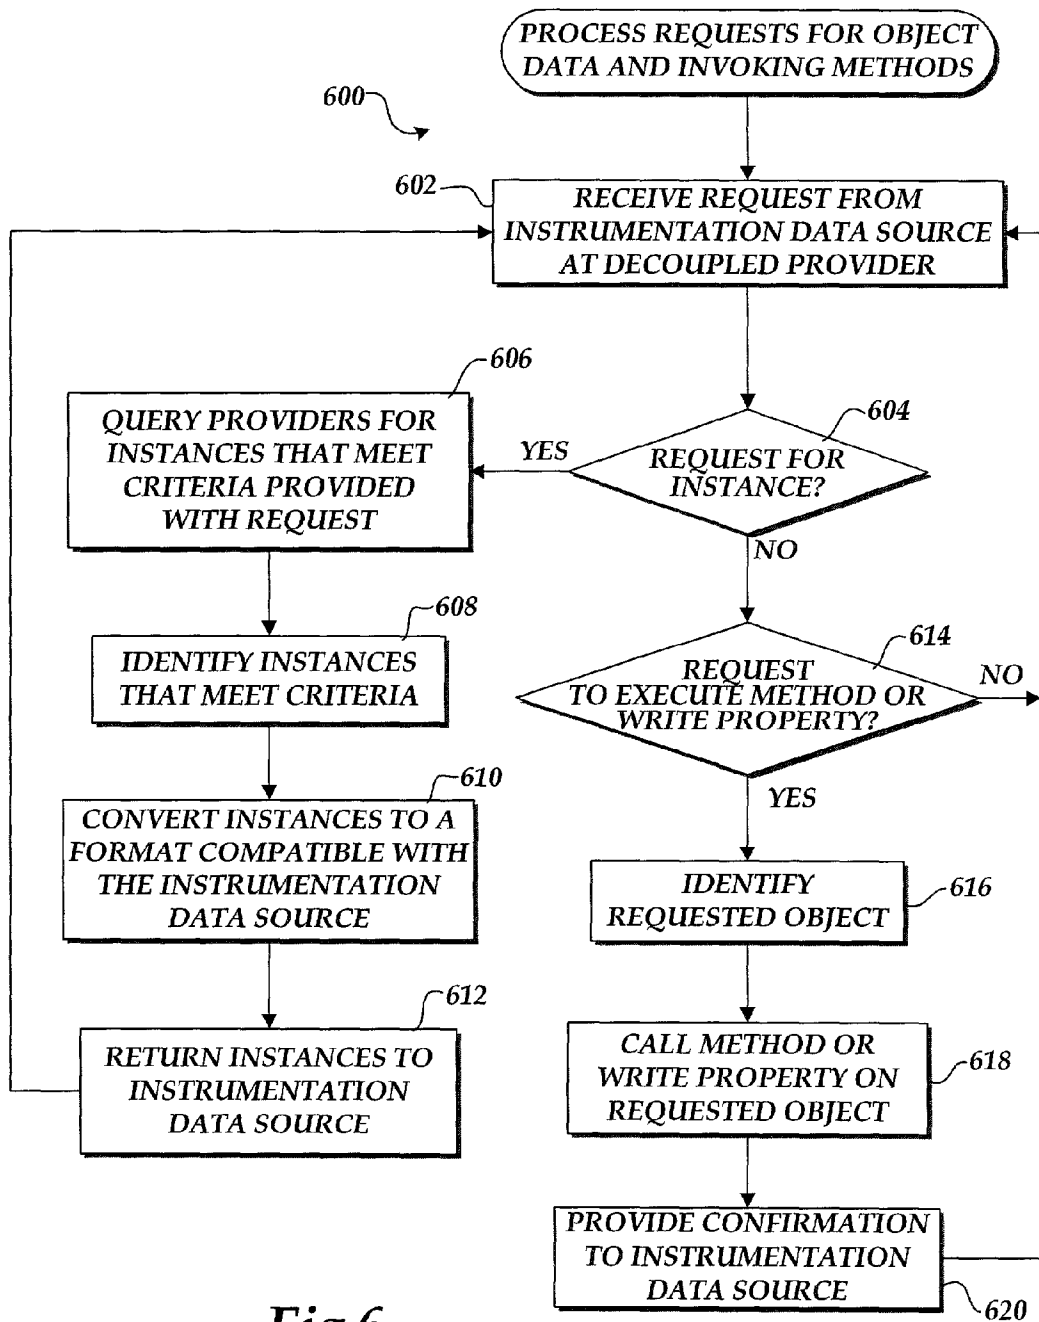 PROCESS REQUESTS FOR OBJECT
DATA AND INVOKING METHODS
600
602
RECEIVE REQUEST FROM
INSTRUMENTATION DATA SOURCE
AT DECOUPLED PROVIDER
606
QUERY PROVIDERS FOR
INSTANCES THAT MEET
CRITERIA PROVIDED
WITH REQUEST
YES
604
REQUEST FOR
INSTANCE?
NO
608
IDENTIFY INSTANCES
THAT MEET CRITERIA
614
REQUEST
TO EXECUTE METHOD OR
WRITE PROPERTY?
NO
YES
610
CONVERT INSTANCES TO A
FORMAT COMPATIBLE WITH
THE INSTRUMENTATION
DATA SOURCE
IDENTIFY
REQUESTED OBJECT
616
612
RETURN INSTANCES TO
INSTRUMENTATION
DATA SOURCE
CALL METHOD OR
WRITE PROPERTY ON
REQUESTED OBJECT
618
PROVIDE CONFIRMATION
TO INSTRUMENTATION
DATA SOURCE
620
Fig.6.